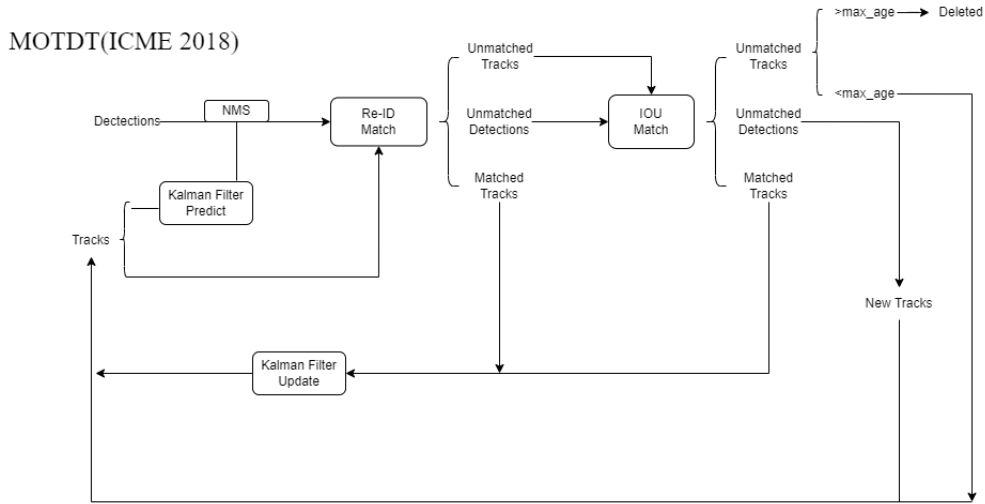 MOTDT(ICME 2018)
>max_age
Deleted
Unmatched
Tracks
Unmatched
Tracks
<max_age
NMS
Dectections
Re-ID
Match
Unmatched
Detections
IOU
Match
Unmatched
Detections
Matched
Tracks
Matched
Tracks
Kalman Filter
Predict
Tracks
New Tracks
Kalman Filter
Update